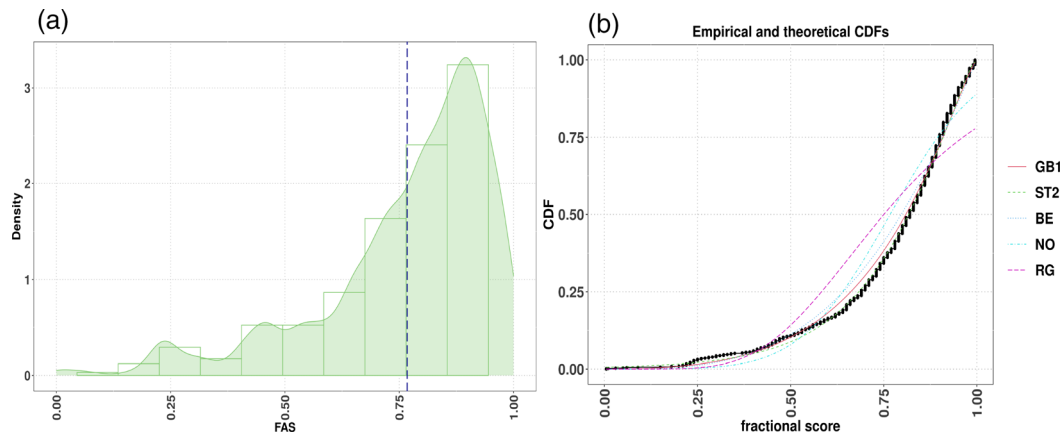 (a)
3
2
1
0
Density
0.00
0.25
0.50
0.75
1.00
FAS
(b)
Empirical and theoretical CDFs
1.00
0.75
0.50
0.25
0.00
CDF
0.00
0.25
0.50
0.75
1.00
fractional score
GB1
ST2
BE
NO
RG